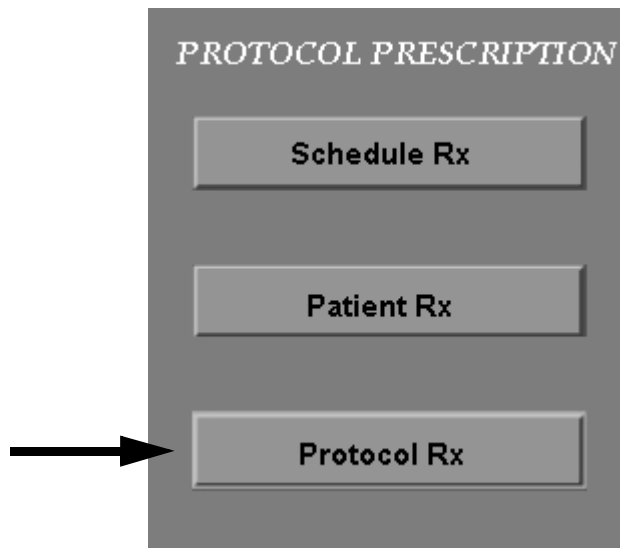 PROTOCOL PRESCRIPTION
Schedule Rx
Patient Rx
Protocol Rx